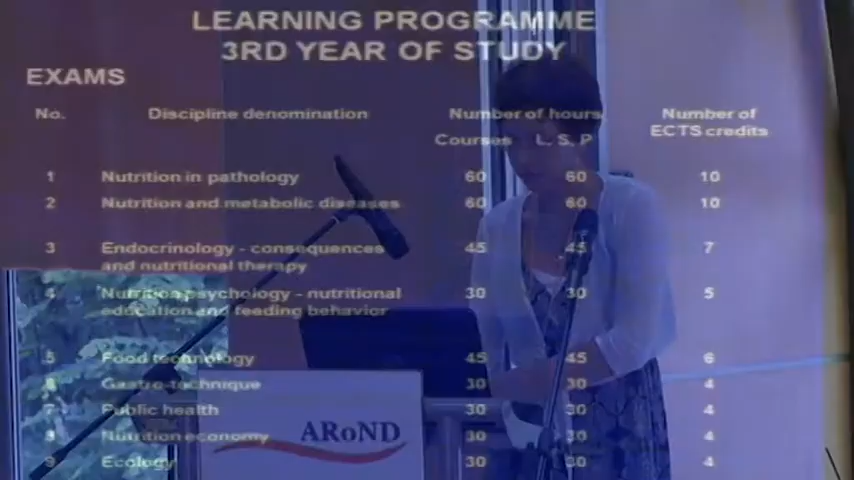 LEARNING PROGRAMME
3RD YEAR OF STUDY
EXAMS
No. Discipline denomination Number of hours Number of ECTS credits
Courses L. S. P
1 Nutrition in pathology 60 60 10
2 Nutrition and metabolic diseases 60 60 10
3 Endocrinology - consequences 45 45 7
and nutritional therapy
4 Nutrition psychology - nutritional 30 30 5
education and feeding behavior
5 Food technology 45 45 6
6 Gastro-technique 30 30 4
7 Public health 30 30 4
8 Nutrition economy 30 30 4
9 Ecology 30 30 4
ARoND